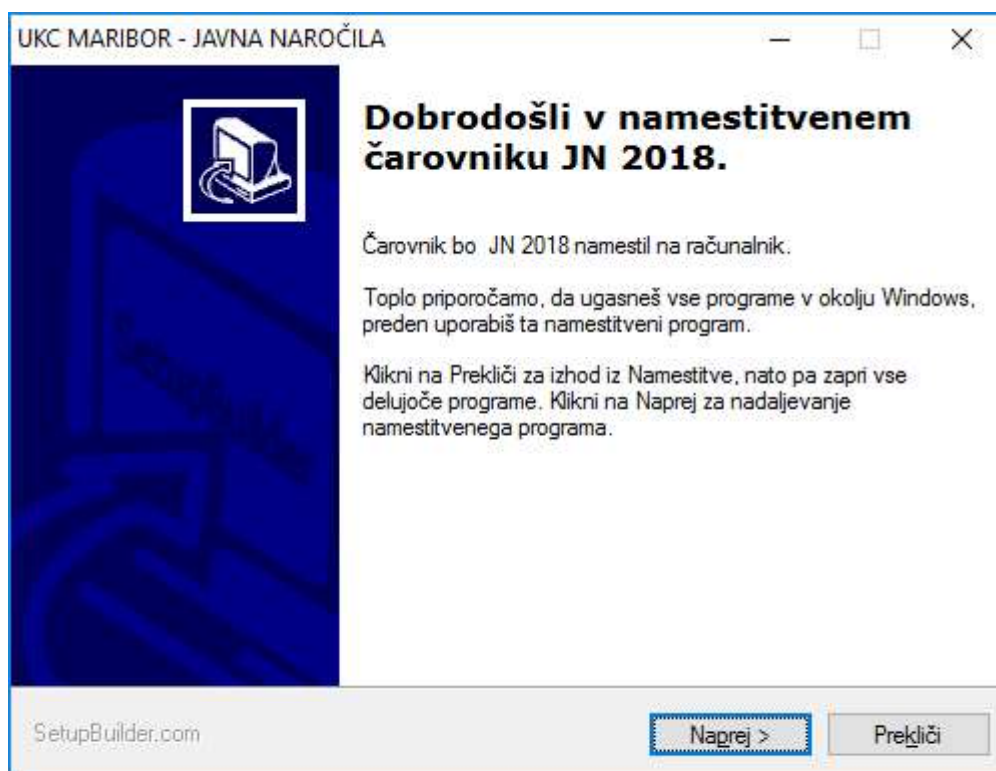 UKC MARIBOR - JAVNA NAROČILA
Dobrodošli v namestitvenem
čarovniku JN 2018.
Čarovnik bo JN 2018 namestil na računalnik.
Toplo priporočamo, da ugasneš vse programe v okolju Windows,
preden uporabiš ta namestitveni program.
Klikni na Prekliči za izhod iz Namestitve, nato pa zapri vse
delujoče programe. Klikni na Naprej za nadaljevanje
namestitvenega programa.
SetupBuilder
SetupBuilder.com
Naprej >
Prekliči